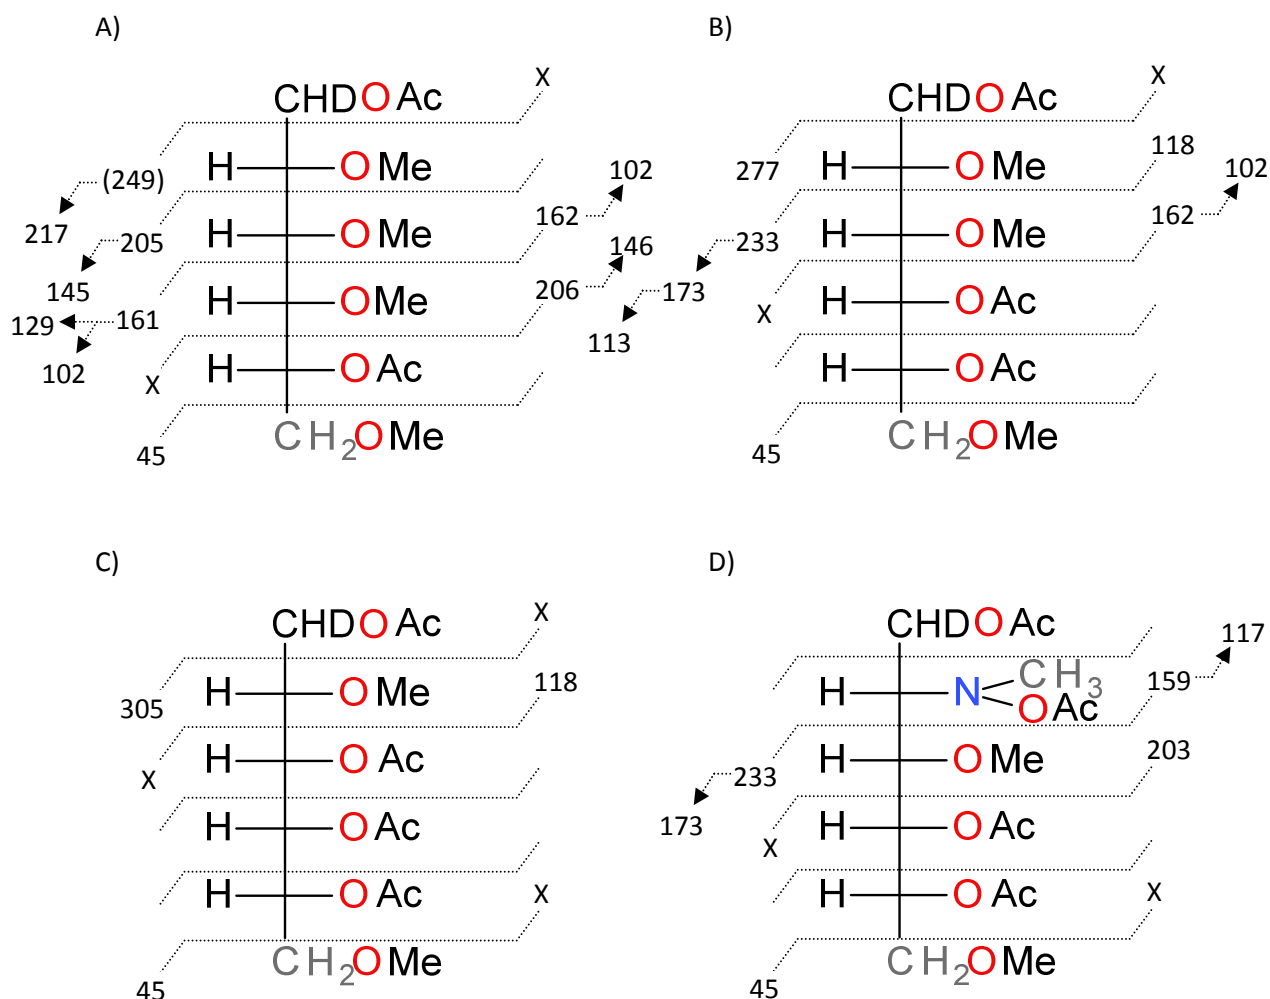 A)
X
CHDOAc
(249)
H OMe
102
217
205
H OMe
162
146
145
129
161
H OMe
206
102
X
H OAc
45
CH2OMe
B)
X
CHDOAc
277
H OMe
118
102
233
H OMe
162
173
X
H OAc
113
H OAc
45
CH2OMe
C)
X
CHDOAc
305
H OMe
118
X
H OAc
H OAc
H OAc
X
45
CH2OMe
D)
CHDOAc
117
H N CH3
OAc
159
233
H OMe
203
173
X
H OAc
H OAc
X
45
CH2OMe